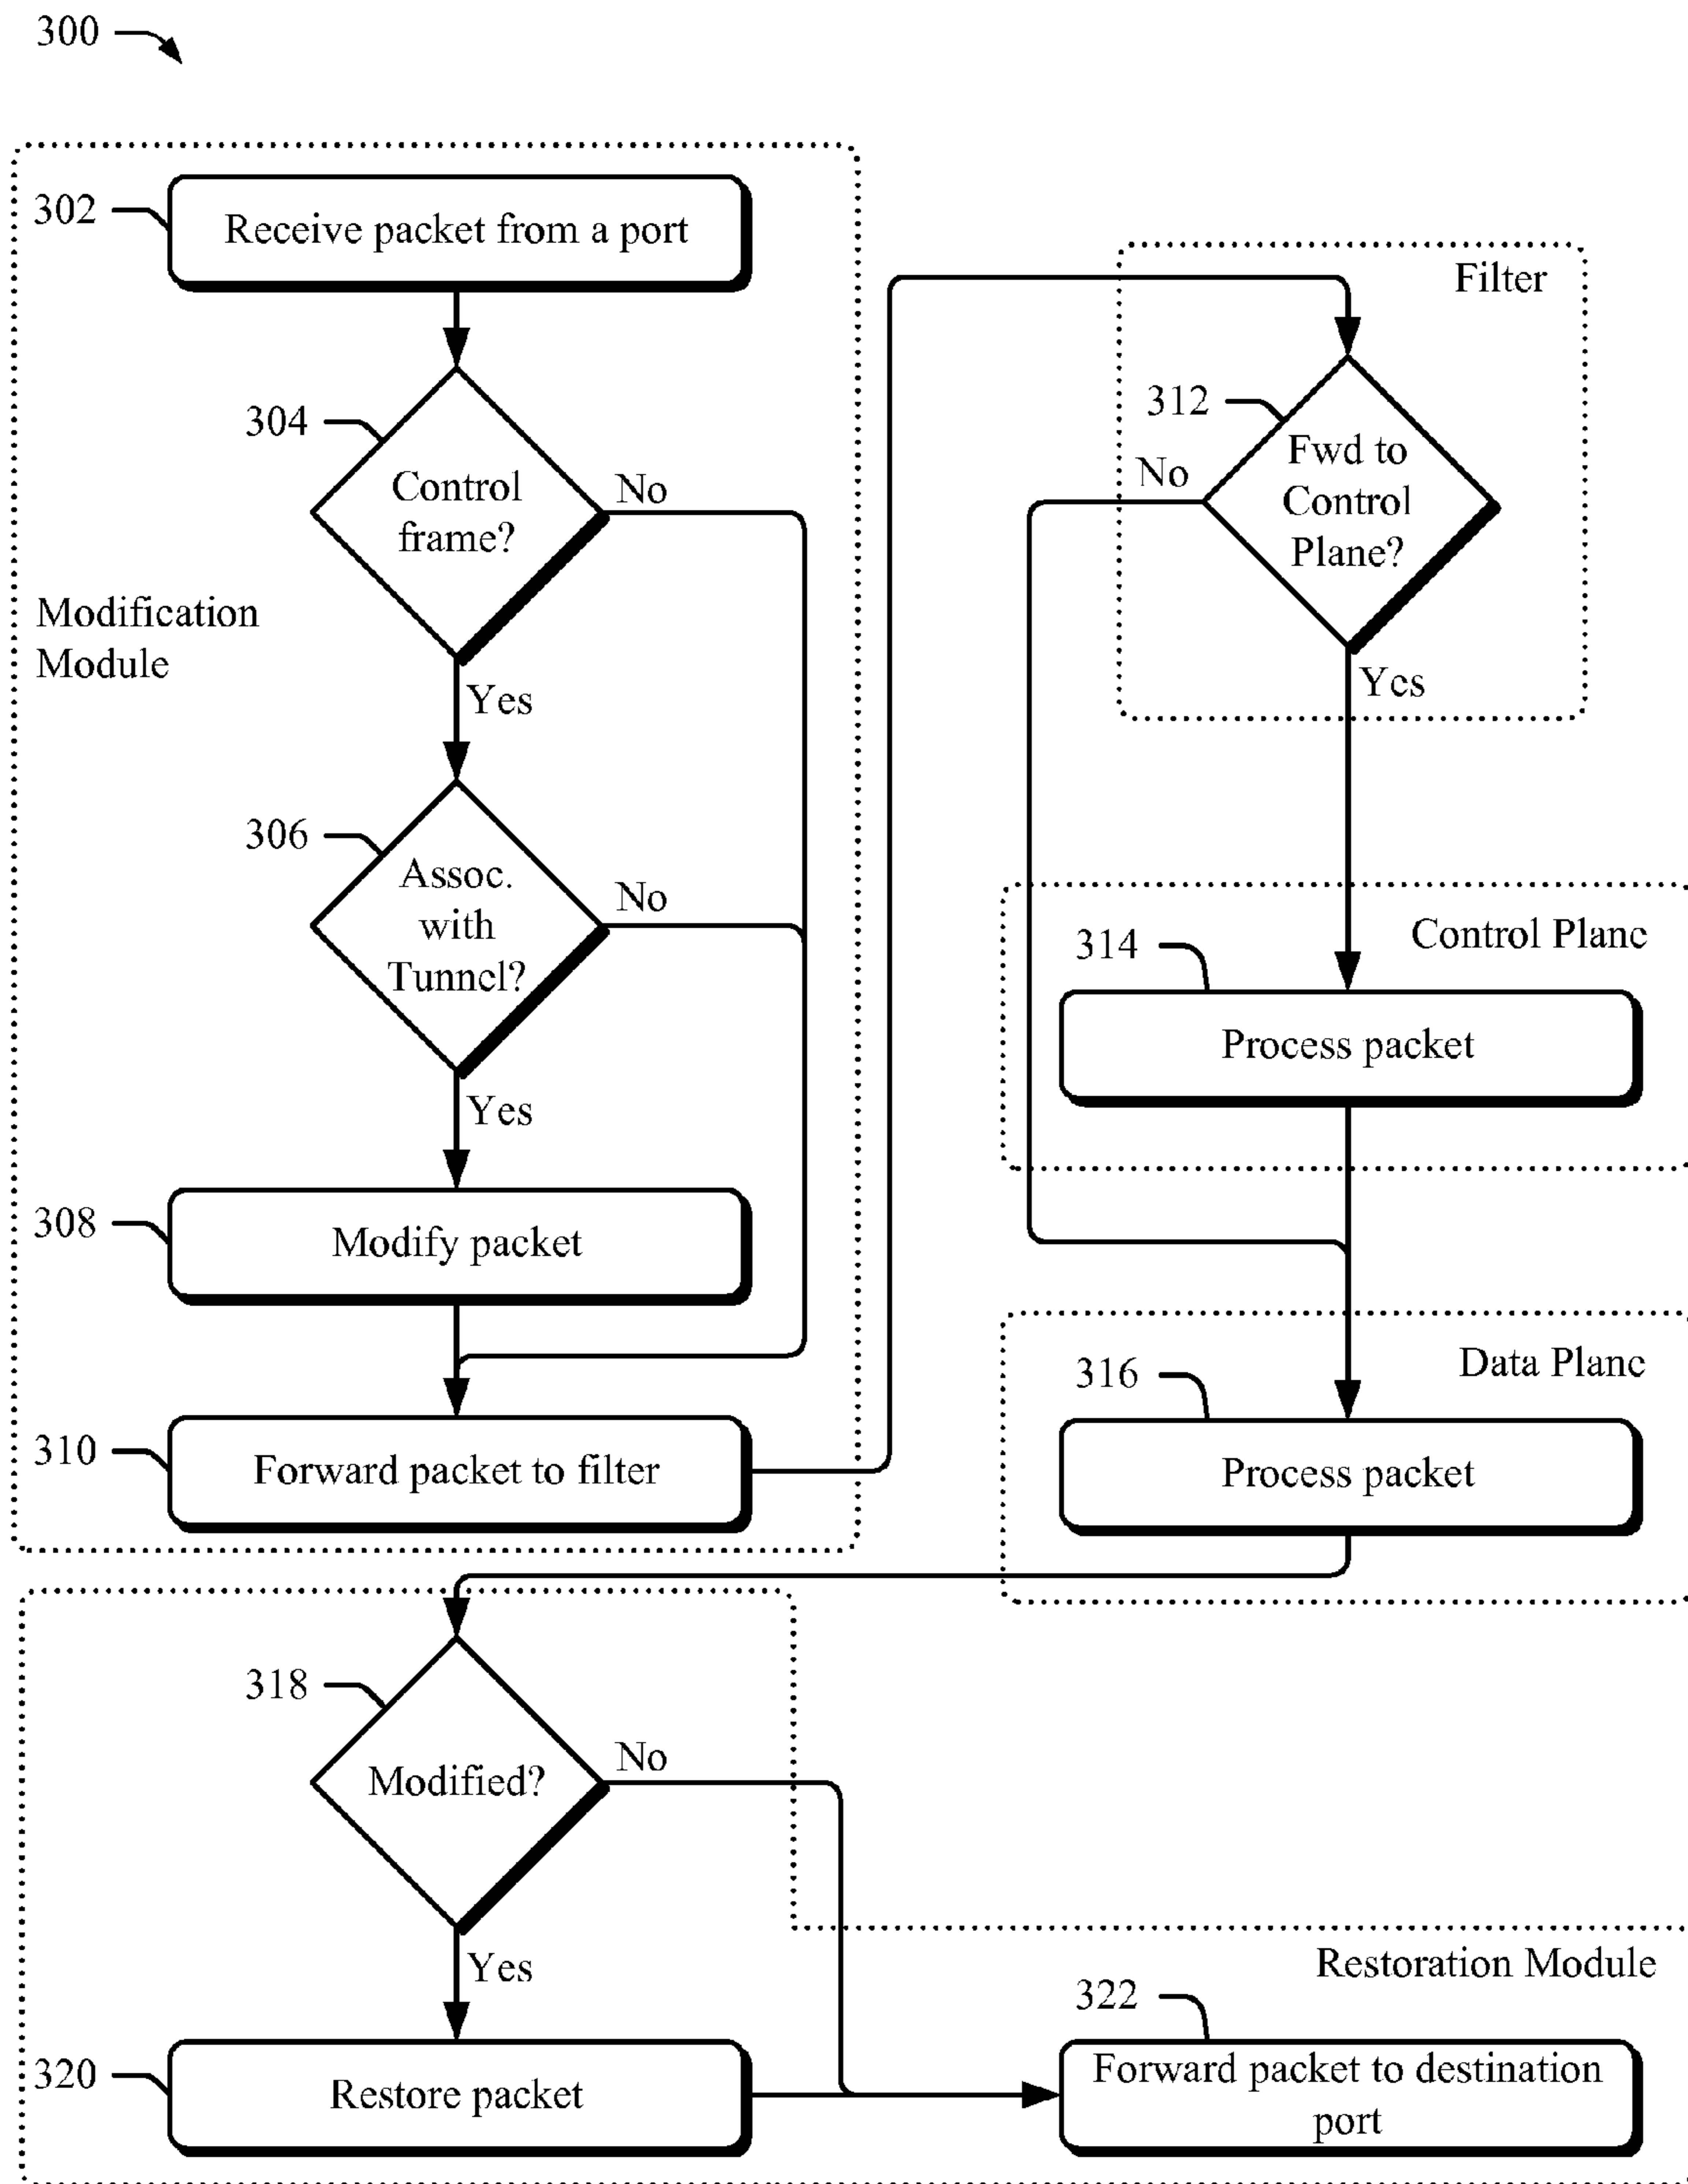 300
302
Receive packet from a port
304
Control
frame?
No
Yes
Modification
Module
306
Assoc.
with
Tunnel?
No
Yes
308
Modify packet
310
Forward packet to filter
Filter
312
Fwd to
Control
Plane?
No
Yes
Control Plane
314
Process packet
Data Plane
316
Process packet
318
Modified?
No
Yes
Restoration Module
320
Restore packet
322
Forward packet to destination
port